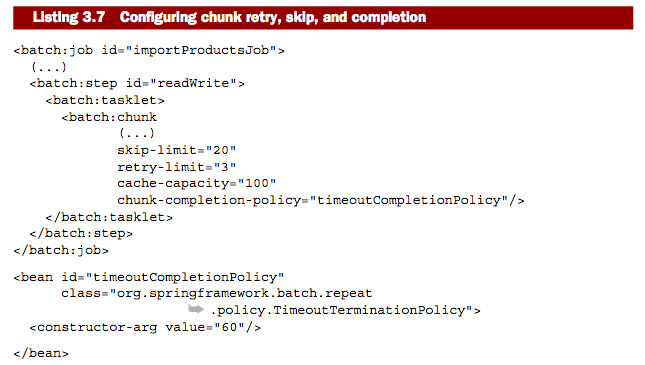 Listing 3.7 Configuring chunk retry, skip, and completion
<batch:job id="importProductsJob">
  (...)
  <batch:step id="readWrite">
    <batch:tasklet>
      <batch:chunk
             (...)
             skip-limit="20"
             retry-limit="3"
             cache-capacity="100"
             chunk-completion-policy="timeoutCompletionPolicy"/>
    </batch:tasklet>
  </batch:step>
</batch:job>
<bean id="timeoutCompletionPolicy"
      class="org.springframework.batch.repeat
                      ➥ .policy.TimeoutTerminationPolicy">
  <constructor-arg value="60"/>
</bean>